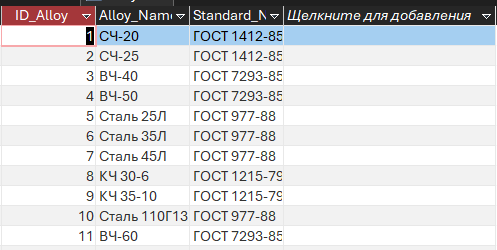 ID_Alloy Alloy_Name Standard_N Щелкните для добавления
1 СЧ-20 ГОСТ 1412-85
2 СЧ-25 ГОСТ 1412-85
3 ВЧ-40 ГОСТ 7293-85
4 ВЧ-50 ГОСТ 7293-85
5 Сталь 25Л ГОСТ 977-88
6 Сталь 35Л ГОСТ 977-88
7 Сталь 45Л ГОСТ 977-88
8 КЧ 30-6 ГОСТ 1215-79
9 КЧ 35-10 ГОСТ 1215-79
10 Сталь 110Г13 ГОСТ 977-88
11 ВЧ-60 ГОСТ 7293-85